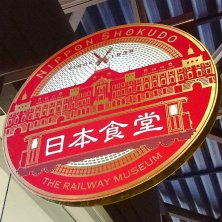 NIPPON SHOKUDO
日本食堂
THE RAILWAY MUSEUM